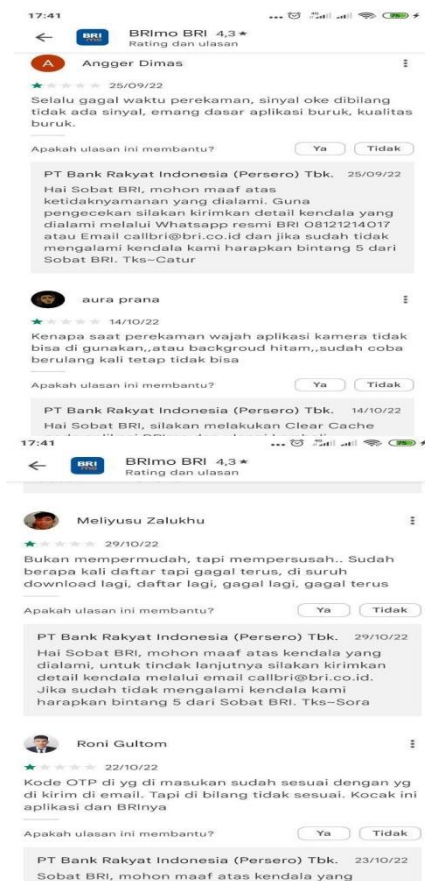 17:41
75
BRI
mo
BRImo BRI 4,3★
Rating dan ulasan
A Angger Dimas
25/09/22
Selalu gagal waktu perekaman, sinyal oke dibilang
tidak ada sinyal, emang dasar aplikasi buruk, kualitas
buruk.
Apakah ulasan ini membantu? Ya Tidak
PT Bank Rakyat Indonesia (Persero) Tbk. 25/09/22
Hai Sobat BRI, mohon maaf atas
ketidaknyamanan yang dialami. Guna
pengecekan silakan kirimkan detail kendala yang
dialami melalui Whatsapp resmi BRI 08121214017
atau Email callbri@bri.co.id dan jika sudah tidak
mengalami kendala kami harapkan bintang 5 dari
Sobat BRI. Tks~Catur
aura prana
14/10/22
Kenapa saat perekaman wajah aplikasi kamera tidak
bisa di gunakan,,atau backgroud hitam,,sudah coba
berulang kali tetap tidak bisa
Apakah ulasan ini membantu? Ya Tidak
PT Bank Rakyat Indonesia (Persero) Tbk. 14/10/22
Hai Sobat BRI, silakan melakukan Clear Cache
17:41
75
BRI
mo
BRImo BRI 4,3★
Rating dan ulasan
Meliyusu Zalukhu
29/10/22
Bukan mempermudah, tapi mempersusah.. Sudah
berapa kali daftar tapi gagal terus, di suruh
download lagi, daftar lagi, gagal lagi, gagal terus
Apakah ulasan ini membantu? Ya Tidak
PT Bank Rakyat Indonesia (Persero) Tbk. 29/10/22
Hai Sobat BRI, mohon maaf atas kendala yang
dialami, untuk tindak lanjutnya silakan kirimkan
detail kendala melalui email callbri@bri.co.id.
Jika sudah tidak mengalami kendala kami
harapkan bintang 5 dari Sobat BRI. Tks~Sora
Roni Gultom
22/10/22
Kode OTP di yg di masukan sudah sesuai dengan yg
di kirim di email. Tapi di bilang tidak sesuai. Kocak ini
aplikasi dan BRInya
Apakah ulasan ini membantu? Ya Tidak
PT Bank Rakyat Indonesia (Persero) Tbk. 23/10/22
Sobat BRI, mohon maaf atas kendala yang